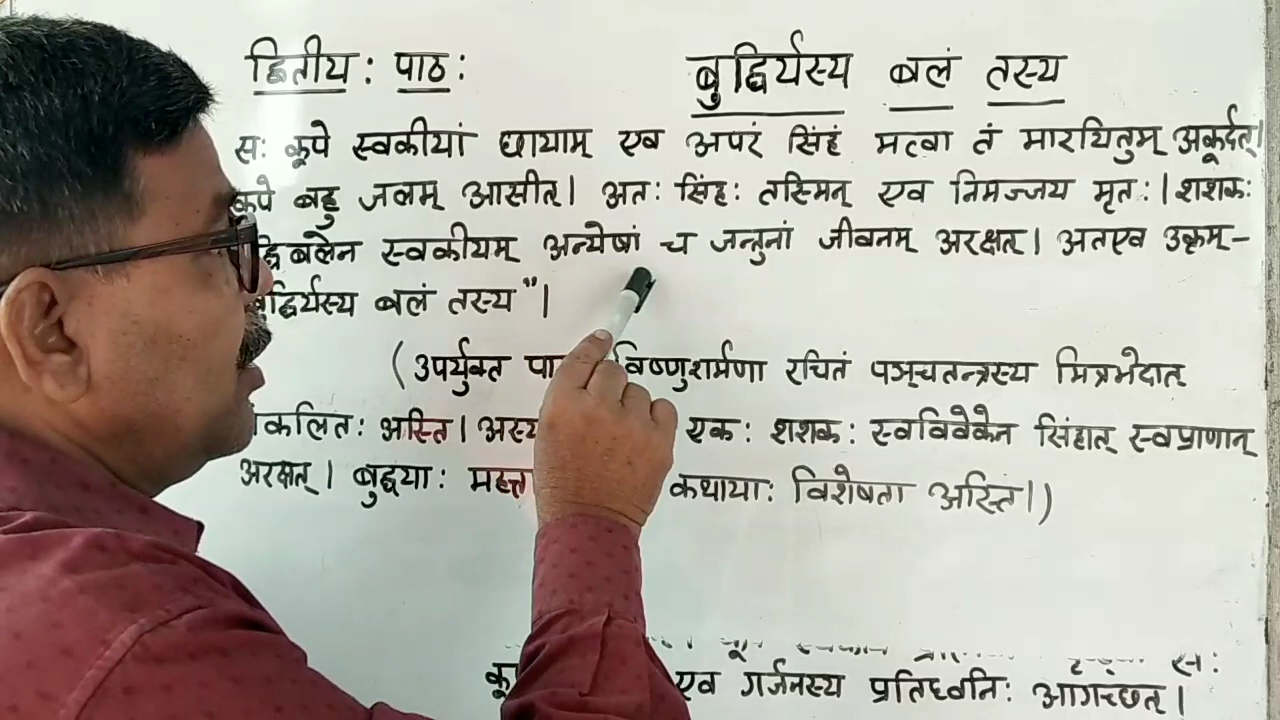 द्वितीय: पाठ: बुद्धिर्यस्य बलं तस्य
स: कूपे स्वकीयां छायाम् एव अपरं सिंहं मत्वा तं मारयितुम् अकूर्दत्।
कूपे बहु जलम् आसीत्। अत: सिंह: तस्मिन् एव निमज्जय मृत:। शशक:
बलेन स्वकीयम् अन्येषां च जन्तुनां जीवनम् अरक्षत्। अतएव उक्तम्-
बुद्धिर्यस्य बलं तस्य"।
(उपर्युक्त विष्णुशर्मणा रचितं पञ्चतन्त्रस्य मित्रभेदात्
कलित: अस्ति। अस्य एक: शशक: स्वविवेकेन सिंहात् स्वप्राणान्
अरक्षत्। बुद्धया: कथाया: विशेषता अस्ति।)
स:
एव गर्जनस्य प्रतिध्वनि: आगच्छत्।